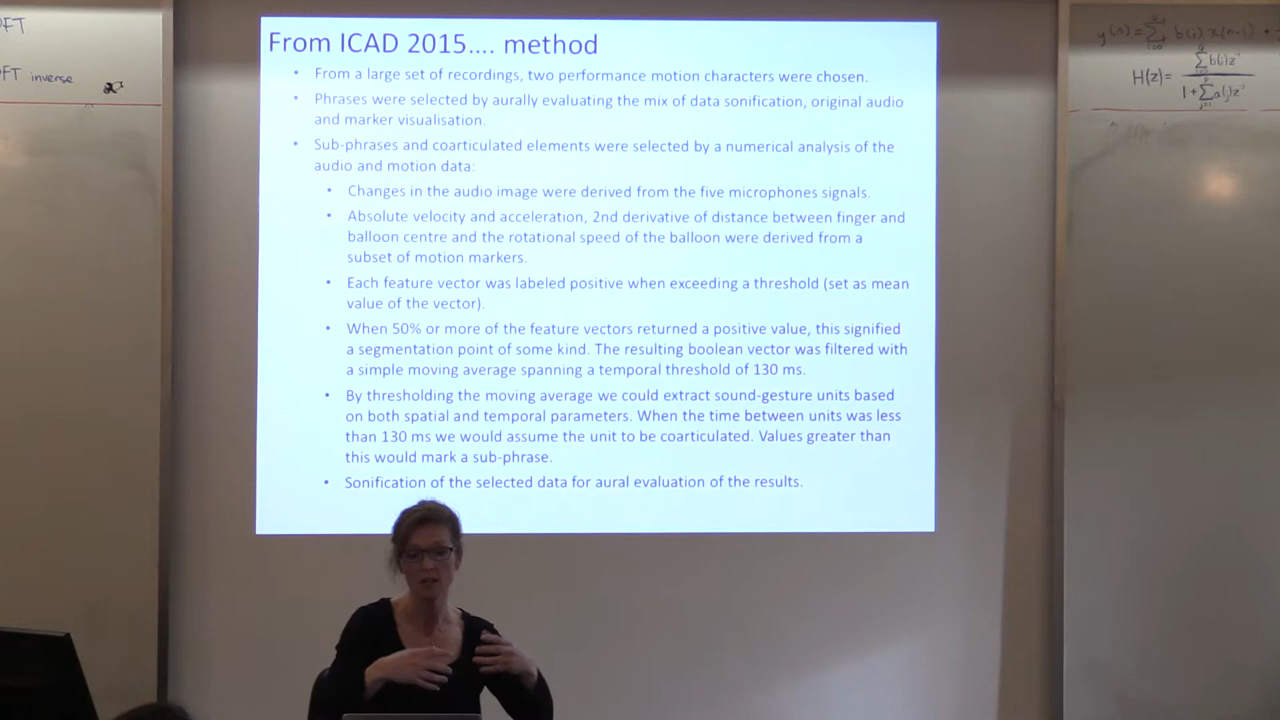 DFT
DFT inverse
From ICAD 2015.... method
• From a large set of recordings, two performance motion characters were chosen.
• Phrases were selected by aurally evaluating the mix of data sonification, original audio
and marker visualisation.
• Sub-phrases and coarticulated elements were selected by a numerical analysis of the
audio and motion data:
• Changes in the audio image were derived from the five microphones signals.
• Absolute velocity and acceleration, 2nd derivative of distance between finger and
balloon centre and the rotational speed of the balloon were derived from a
subset of motion markers.
• Each feature vector was labeled positive when exceeding a threshold (set as mean
value of the vector).
• When 50% or more of the feature vectors returned a positive value, this signified
a segmentation point of some kind. The resulting boolean vector was filtered with
a simple moving average spanning a temporal threshold of 130 ms.
• By thresholding the moving average we could extract sound-gesture units based
on both spatial and temporal parameters. When the time between units was less
than 130 ms we would assume the unit to be coarticulated. Values greater than
this would mark a sub-phrase.
• Sonification of the selected data for aural evaluation of the results.
H(z)=